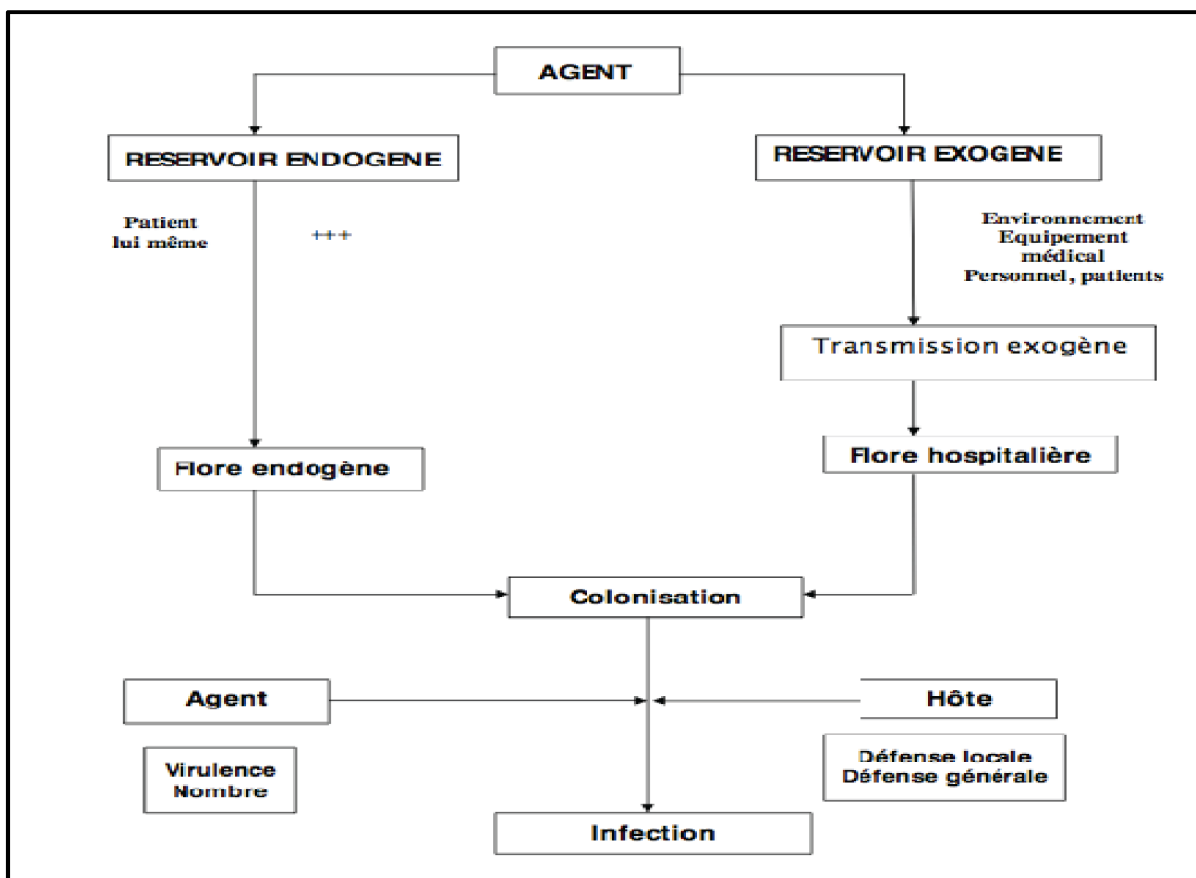 AGENT
RESERVOIR ENDOGENE
RESERVOIR EXOGENE
Patient
lui même
+++
Environnement
Equipement
médical
Personnel, patients
Transmission exogène
Flore endogène
Flore hospitalière
Colonisation
Agent
Hôte
Virulence
Nombre
Défense locale
Défense générale
Infection